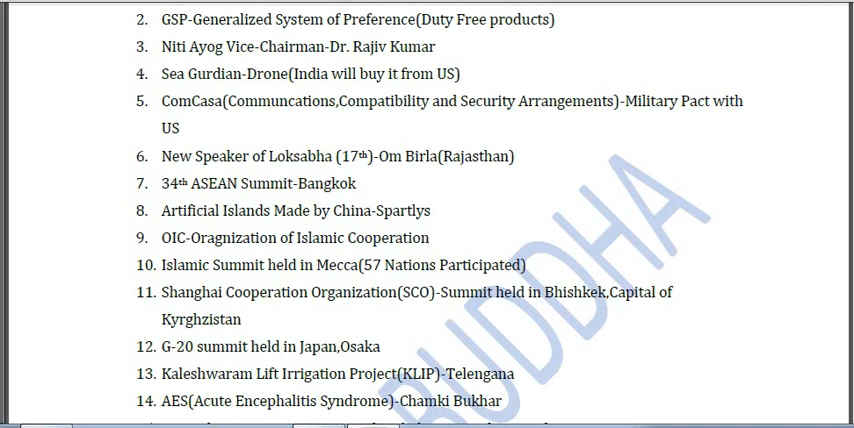 2. GSP-Generalized System of Preference(Duty Free products)
3. Niti Ayog Vice-Chairman-Dr. Rajiv Kumar
4. Sea Gurdian-Drone(India will buy it from US)
5. ComCasa(Communcations,Compatibility and Security Arrangements)-Military Pact with
US
6. New Speaker of Loksabha (17th)-Om Birla(Rajasthan)
7. 34th ASEAN Summit-Bangkok
8. Artificial Islands Made by China-Spartlys
9. OIC-Oragnization of Islamic Cooperation
10. Islamic Summit held in Mecca(57 Nations Participated)
11. Shanghai Cooperation Organization(SCO)-Summit held in Bhishkek,Capital of
Kyrghzistan
12. G-20 summit held in Japan,Osaka
13. Kaleshwaram Lift Irrigation Project(KLIP)-Telengana
14. AES(Acute Encephalitis Syndrome)-Chamki Bukhar
BUDDHA